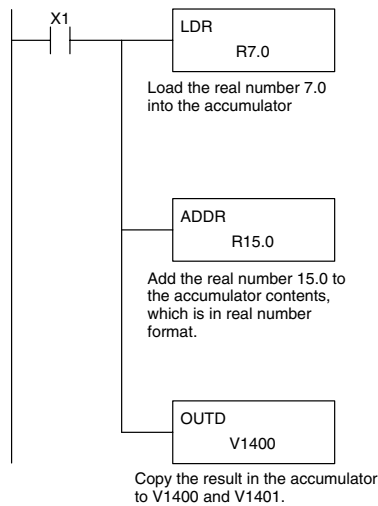 X1
LDR
R7.0
Load the real number 7.0
into the accumulator
ADDR
R15.0
Add the real number 15.0 to
the accumulator contents,
which is in real number
format.
OUTD
V1400
Copy the result in the accumulator
to V1400 and V1401.